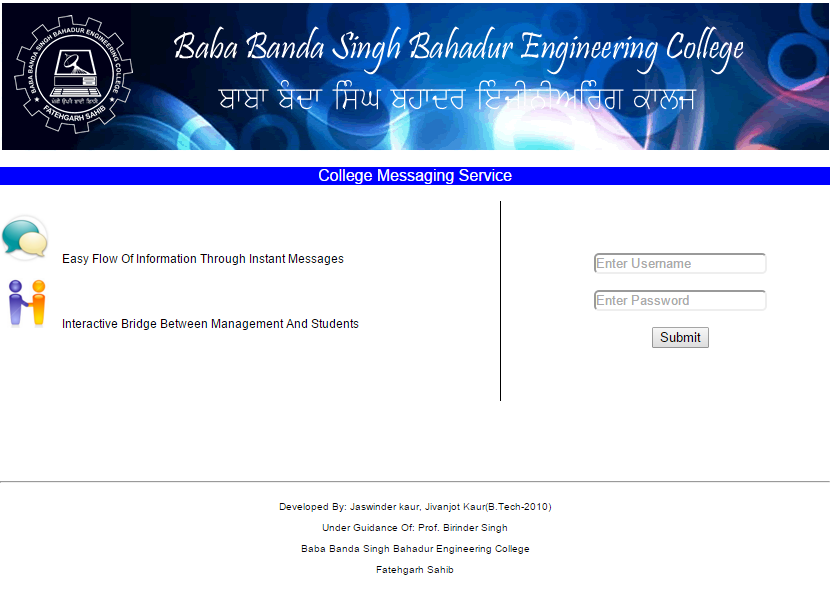 BABA BANDA SINGH BAHADUR ENGINEERING COLLEGE
FATEHGARH SAHIB
Baba Banda Singh Bahadur Engineering College
ਬਾਬਾ ਬੰਦਾ ਸਿੰਘ ਬਹਾਦਰ ਇੰਜੀਨੀਅਰਿੰਗ ਕਾਲਜ
College Messaging Service
Easy Flow Of Information Through Instant Messages
Interactive Bridge Between Management And Students
Enter Username
Enter Password
Submit
Developed By: Jaswinder kaur, Jivanjot Kaur(B.Tech-2010)
Under Guidance Of: Prof. Birinder Singh
Baba Banda Singh Bahadur Engineering College
Fatehgarh Sahib